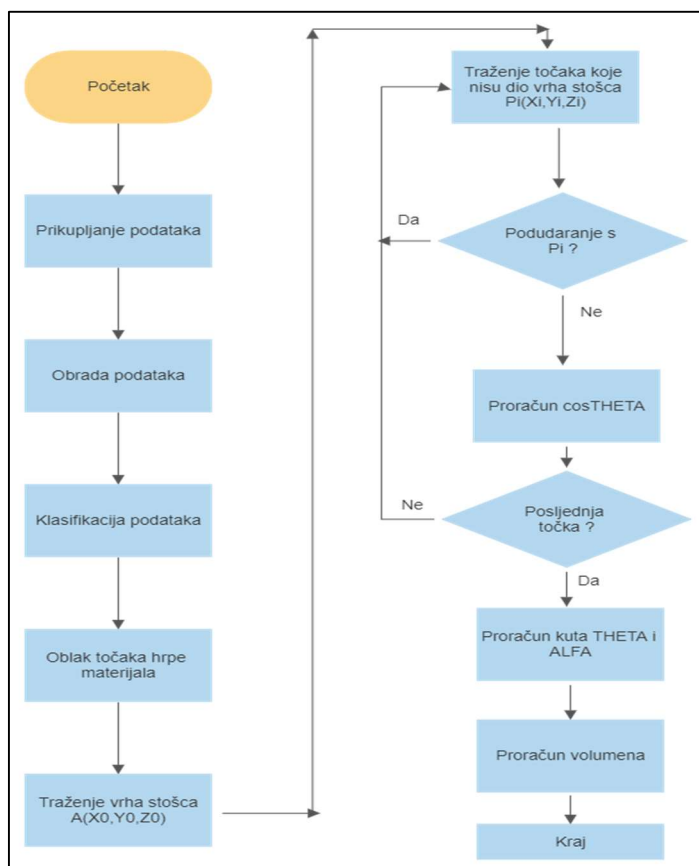 Početak
Prikupljanje podataka
Obrada podataka
Klasifikacija podataka
Oblak točaka hrpe
materijala
Traženje vrha stošca
A(X0,Y0,Z0)
Traženje točaka koje
nisu dio vrha stošca
Pi(Xi,Yi,Zi)
Da
Podudaranje s
Pi ?
Ne
Proračun cosTHETA
Ne
Posljednja
točka ?
Da
Proračun kuta THETA i
ALFA
Proračun volumena
Kraj